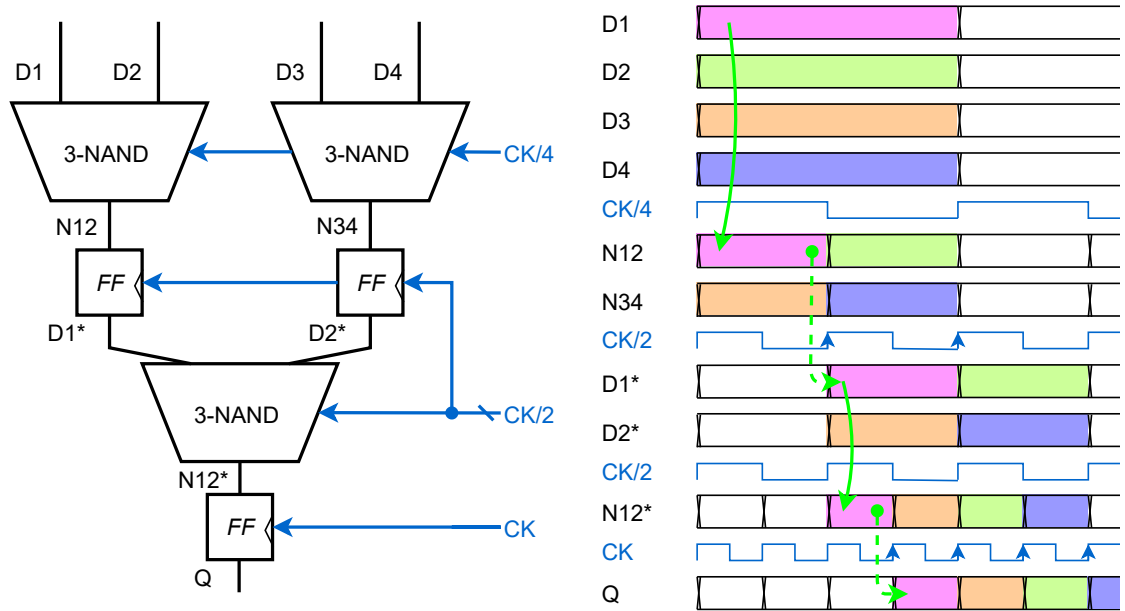 D1
D2
D3
D4
3-NAND
3-NAND
CK/4
N12
N34
FF
FF
D1*
D2*
3-NAND
CK/2
N12*
FF
CK
Q
D1
D2
D3
D4
CK/4
N12
N34
CK/2
D1*
D2*
CK/2
N12*
CK
Q